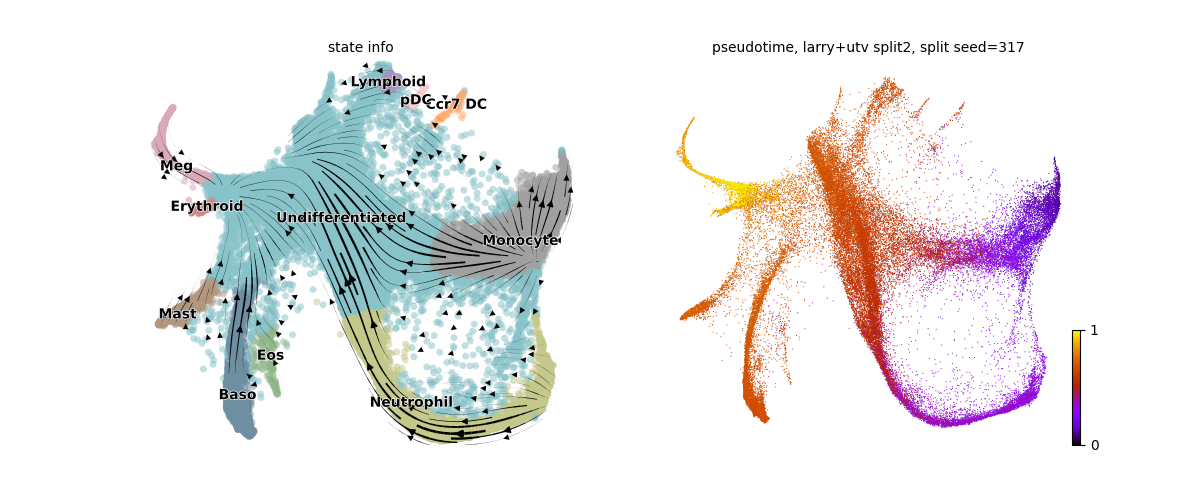 state info
Lymphoid
pDC
Ccr7 DC
Meg
Erythroid
Undifferentiated
Monocyte
Mast
Eos
Baso
Neutrophil
pseudotime, larry+utv split2, split seed=317
1
0